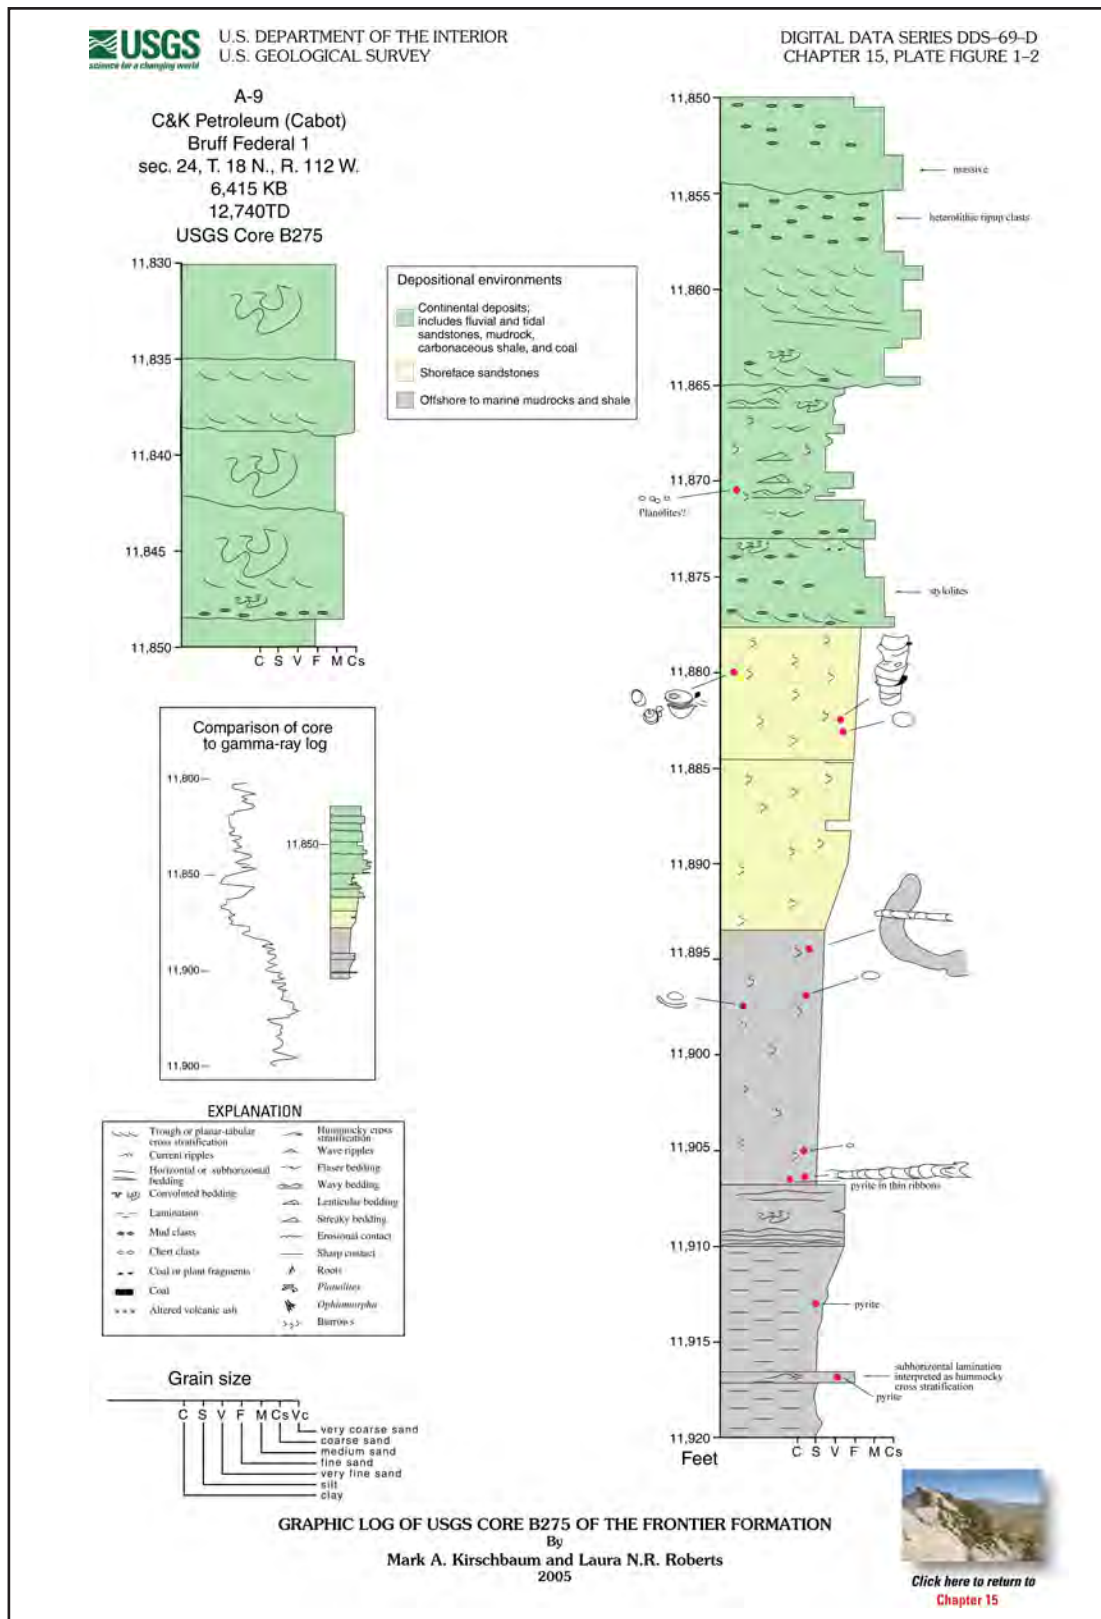 USGS
science for a changing world
U.S. DEPARTMENT OF THE INTERIOR
U.S. GEOLOGICAL SURVEY
DIGITAL DATA SERIES DDS–69–D
CHAPTER 15, PLATE FIGURE 1–2
A-9
C&K Petroleum (Cabot)
Bruff Federal 1
sec. 24, T. 18 N., R. 112 W.
6,415 KB
12,740TD
USGS Core B275
11,830
11,835
11,840
11,845
11,850
C S V F M Cs
Depositional environments
Continental deposits;
includes fluvial and tidal
sandstones, mudrock,
carbonaceous shale, and coal
Shoreface sandstones
Offshore to marine mudrocks and shale
Comparison of core
to gamma-ray log
11,800
11,850
11,900
11,900
11,850
EXPLANATION
Trough or planar-tabular
cross stratification
Current ripples
Horizontal or subhorizontal
bedding
Convoluted bedding
Lamination
Mud clasts
Chert clasts
Coal or plant fragments
Coal
Altered volcanic ash
Hummocky cross
stratification
Wave ripples
Flaser bedding
Wavy bedding
Lenticular bedding
Streaky bedding
Erosional contact
Sharp contact
Roots
Planolites
Ophiomorpha
Burrows
Grain size
C S V F M Cs Vc
very coarse sand
coarse sand
medium sand
fine sand
very fine sand
silt
clay
11,850
massive
11,855
heterolithic ripup clasts
11,860
11,865
11,870
Planolites?
11,875
stylolites
11,880
11,885
11,890
11,895
11,900
11,905
pyrite in thin ribbons
11,910
pyrite
11,915
subhorizontal lamination
interpreted as hummocky
cross stratification
pyrite
11,920
Feet
C S V F M Cs
GRAPHIC LOG OF USGS CORE B275 OF THE FRONTIER FORMATION
By
Mark A. Kirschbaum and Laura N.R. Roberts
2005
Click here to return to
Chapter 15